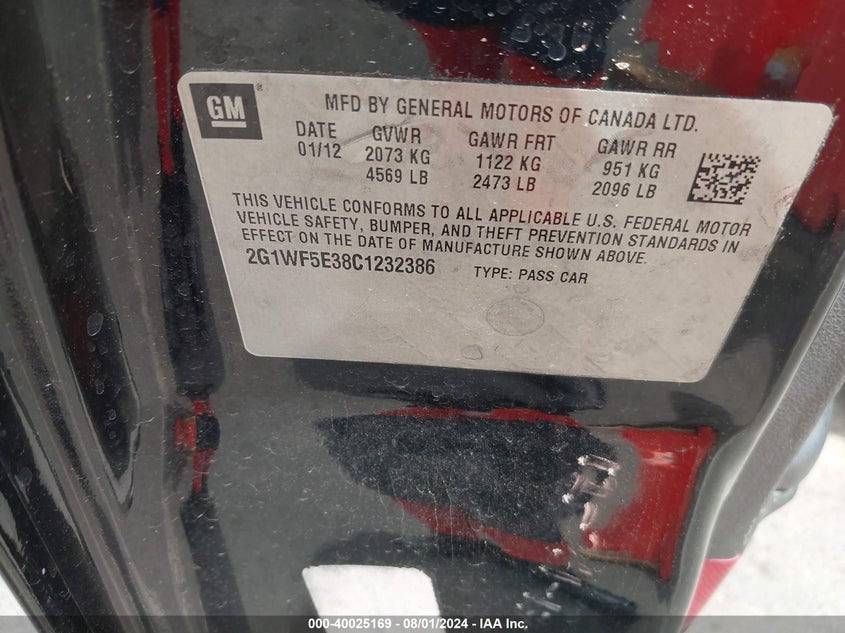 GM
MFD BY GENERAL MOTORS OF CANADA LTD.
DATE GVWR GAWR FRT GAWR RR
01/12 2073 KG 1122 KG 951 KG
4569 LB 2473 LB 2096 LB
THIS VEHICLE CONFORMS TO ALL APPLICABLE U.S. FEDERAL MOTOR
VEHICLE SAFETY, BUMPER, AND THEFT PREVENTION STANDARDS IN
EFFECT ON THE DATE OF MANUFACTURE SHOWN ABOVE.
2G1WF5E38C1232386 TYPE: PASS CAR
000-40025169 - 08/01/2024 - IAA Inc.